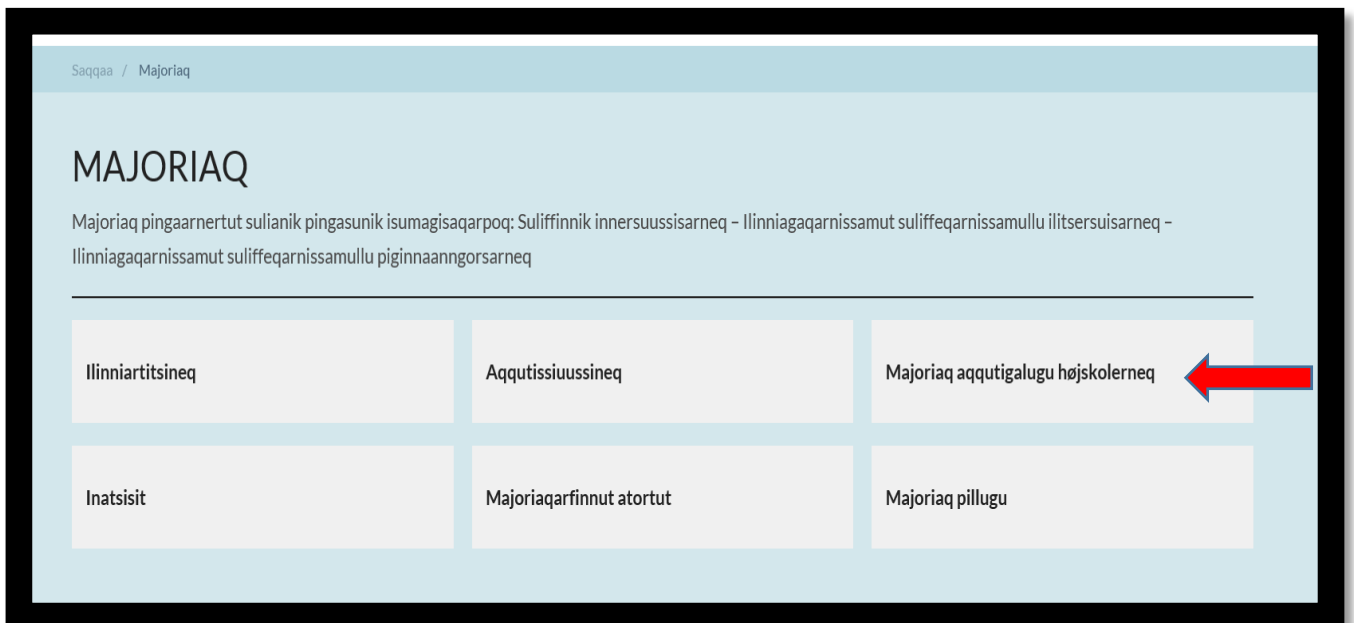 Saqqaa / Majoriaq
MAJORIAQ
Majoriaq pingaarnertut sulianik pingasunik isumagisaqarpoq: Suliffinnik innersuussisarneq – Ilinniagaqarnissamut suliffeqarnissamullu ilitsersuisarneq –
Ilinniagaqarnissamut suliffeqarnissamullu piginnaanngorsarneq
Ilinniartitsineq
Aqqutissiuussineq
Majoriaq aqqutigalugu højskolerneq
Inatsisit
Majoriaqarfinnut atortut
Majoriaq pillugu